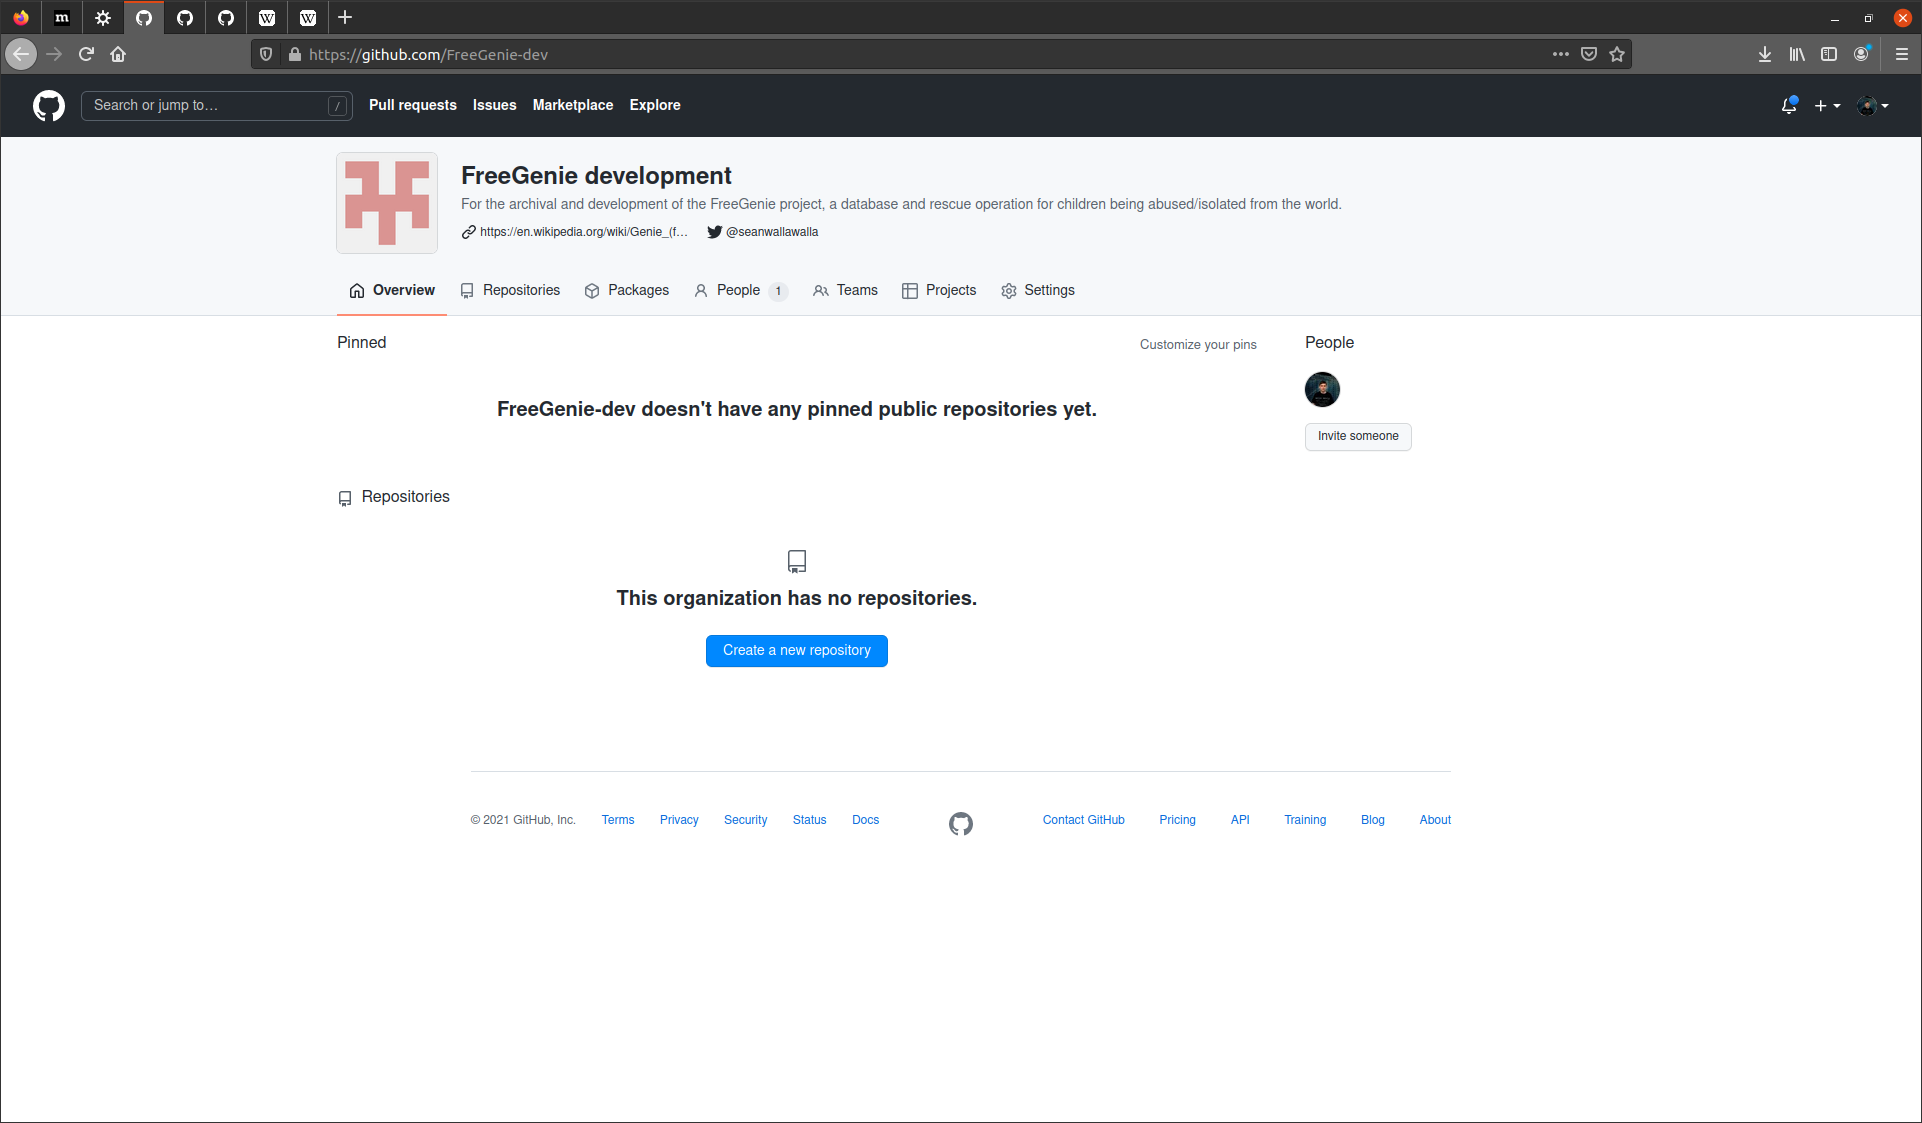 m
W
W
https://github.com/FreeGenie-dev
Search or jump to…
/
Pull requests
Issues
Marketplace
Explore
FreeGenie development
For the archival and development of the FreeGenie project, a database and rescue operation for children being abused/isolated from the world.
https://en.wikipedia.org/wiki/Genie_(f…
@seanwallawalla
Overview
Repositories
Packages
People 1
Teams
Projects
Settings
Pinned
Customize your pins
People
FreeGenie-dev doesn't have any pinned public repositories yet.
Invite someone
Repositories
This organization has no repositories.
Create a new repository
© 2021 GitHub, Inc.
Terms
Privacy
Security
Status
Docs
Contact GitHub
Pricing
API
Training
Blog
About